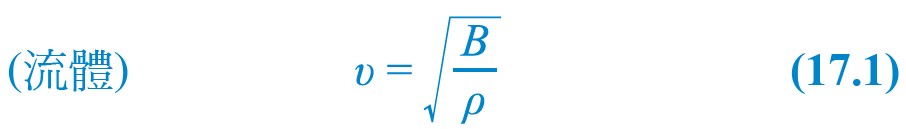 (流體) υ = √(B/ρ) (17.1)